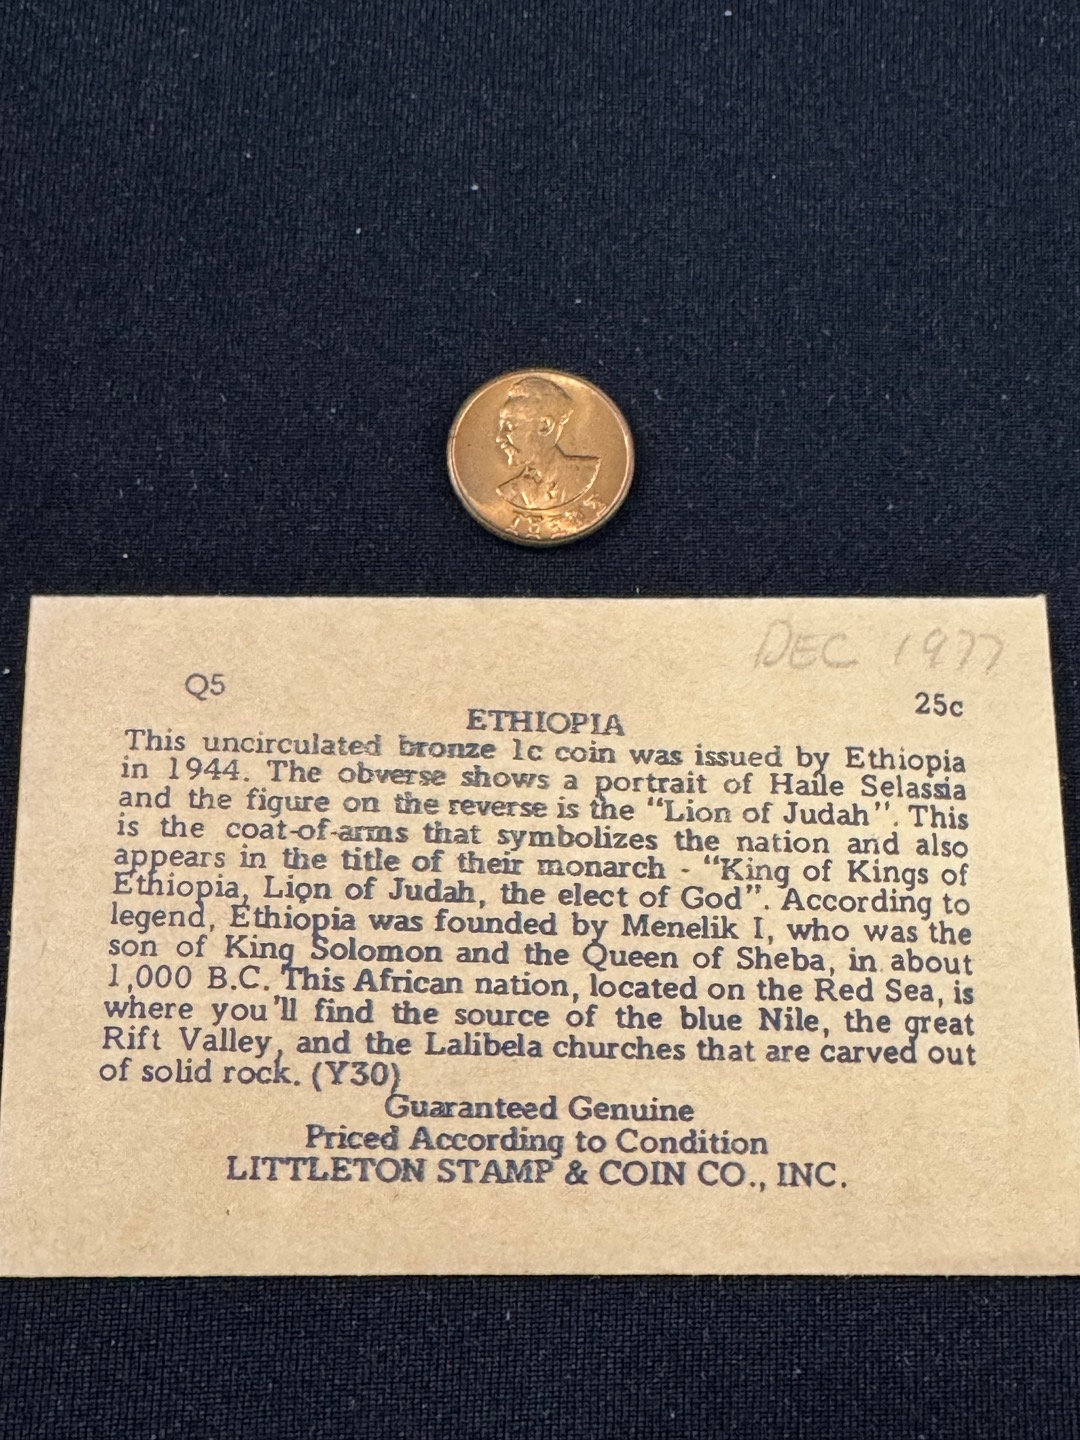 DEC 1977
Q5
25c
ETHIOPIA
This uncirculated bronze 1c coin was issued by Ethiopia
in 1944. The obverse shows a portrait of Haile Selassia
and the figure on the reverse is the "Lion of Judah". This
is the coat-of-arms that symbolizes the nation and also
appears in the title of their monarch - "King of Kings of
Ethiopia, Lion of Judah, the elect of God". According to
legend, Ethiopia was founded by Menelik I, who was the
son of King Solomon and the Queen of Sheba, in about
1,000 B.C. This African nation, located on the Red Sea, is
where you'll find the source of the blue Nile, the great
Rift Valley, and the Lalibela churches that are carved out
of solid rock. (Y30)
Guaranteed Genuine
Priced According to Condition
LITTLETON STAMP & COIN CO., INC.